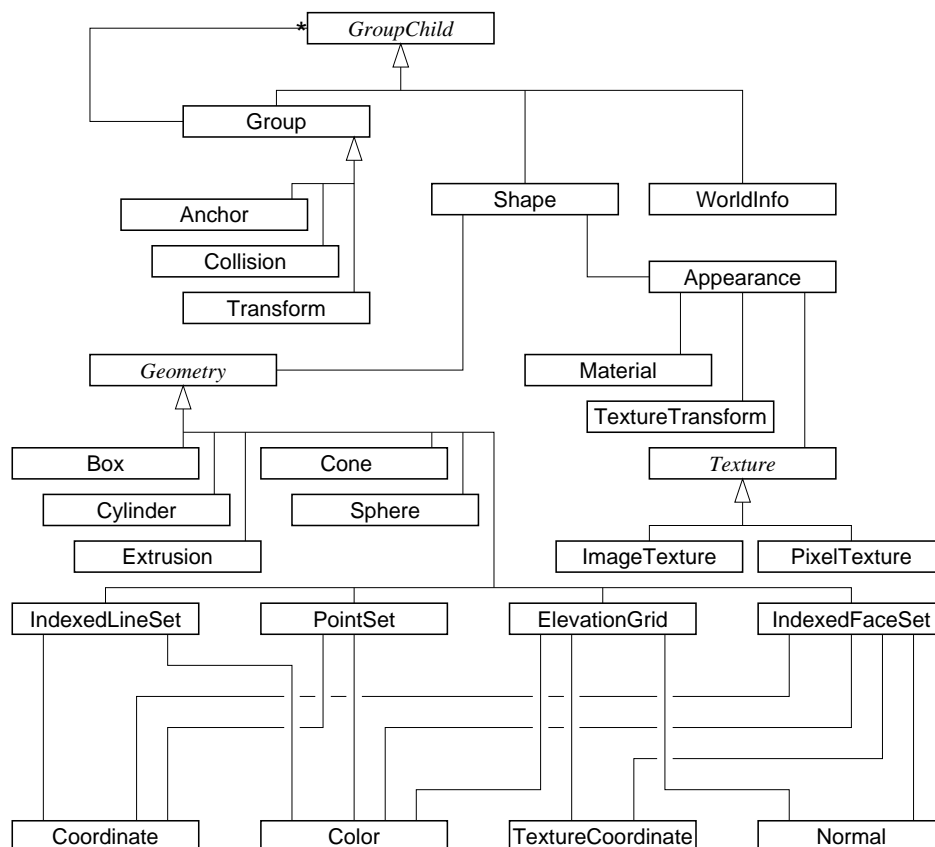 * GroupChild
Group
Shape WorldInfo
Anchor
Collision
Appearance
Transform
Geometry Material
TextureTransform
Box Cone Texture
Cylinder Sphere
Extrusion ImageTexture PixelTexture
IndexedLineSet PointSet ElevationGrid IndexedFaceSet
Coordinate Color TextureCoordinate Normal